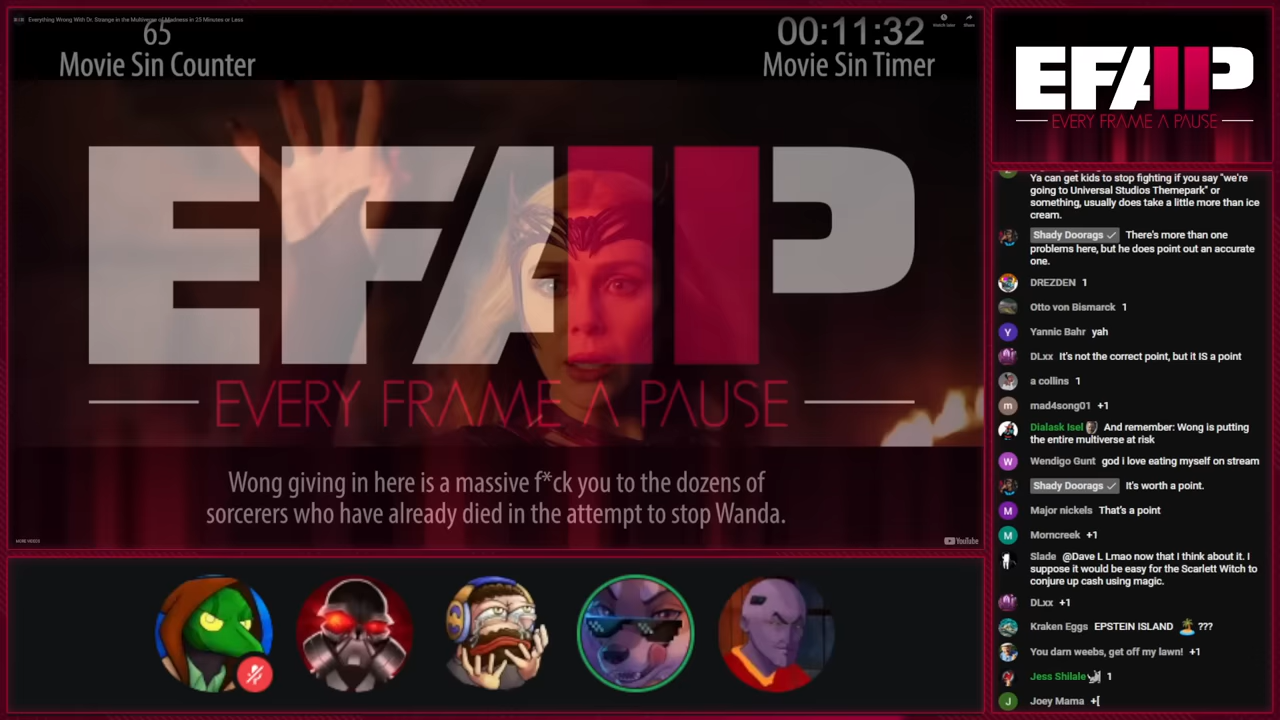 Everything Wrong With Dr. Strange in the Multiverse of Madness in 23 Minutes or Less
65
Movie Sin Counter
00:11:32
Movie Sin Timer
Watch later
Share
EFAP
EVERY FRAME A PAUSE
Wong giving in here is a massive f*ck you to the dozens of
sorcerers who have already died in the attempt to stop Wanda.
MORE VIDEOS
YouTube
EFAP
EVERY FRAME A PAUSE
Ya can get kids to stop fighting if you say "we're
going to Universal Studios Themepark" or
something, usually does take a little more than ice
cream.
Shady Doorags There's more than one
problems here, but he does point out an accurate
one.
DREZDEN 1
Otto von Bismarck 1
Y
Yannic Bahr yah
DLxx It's not the correct point, but it IS a point
a collins 1
m
mad4song01 +1
Dialask Isel And remember: Wong is putting
the entire multiverse at risk
W
Wendigo Gunt god i love eating myself on stream
Shady Doorags It's worth a point.
M
Major nickels That's a point
M
Morncreek +1
Slade @Dave L Lmao now that I think about it. I
suppose it would be easy for the Scarlett Witch to
conjure up cash using magic.
DLxx +1
Kraken Eggs EPSTEIN ISLAND 🏝️ ???
You darn weebs, get off my lawn! +1
Jess Shilale 1
J
Joey Mama +[